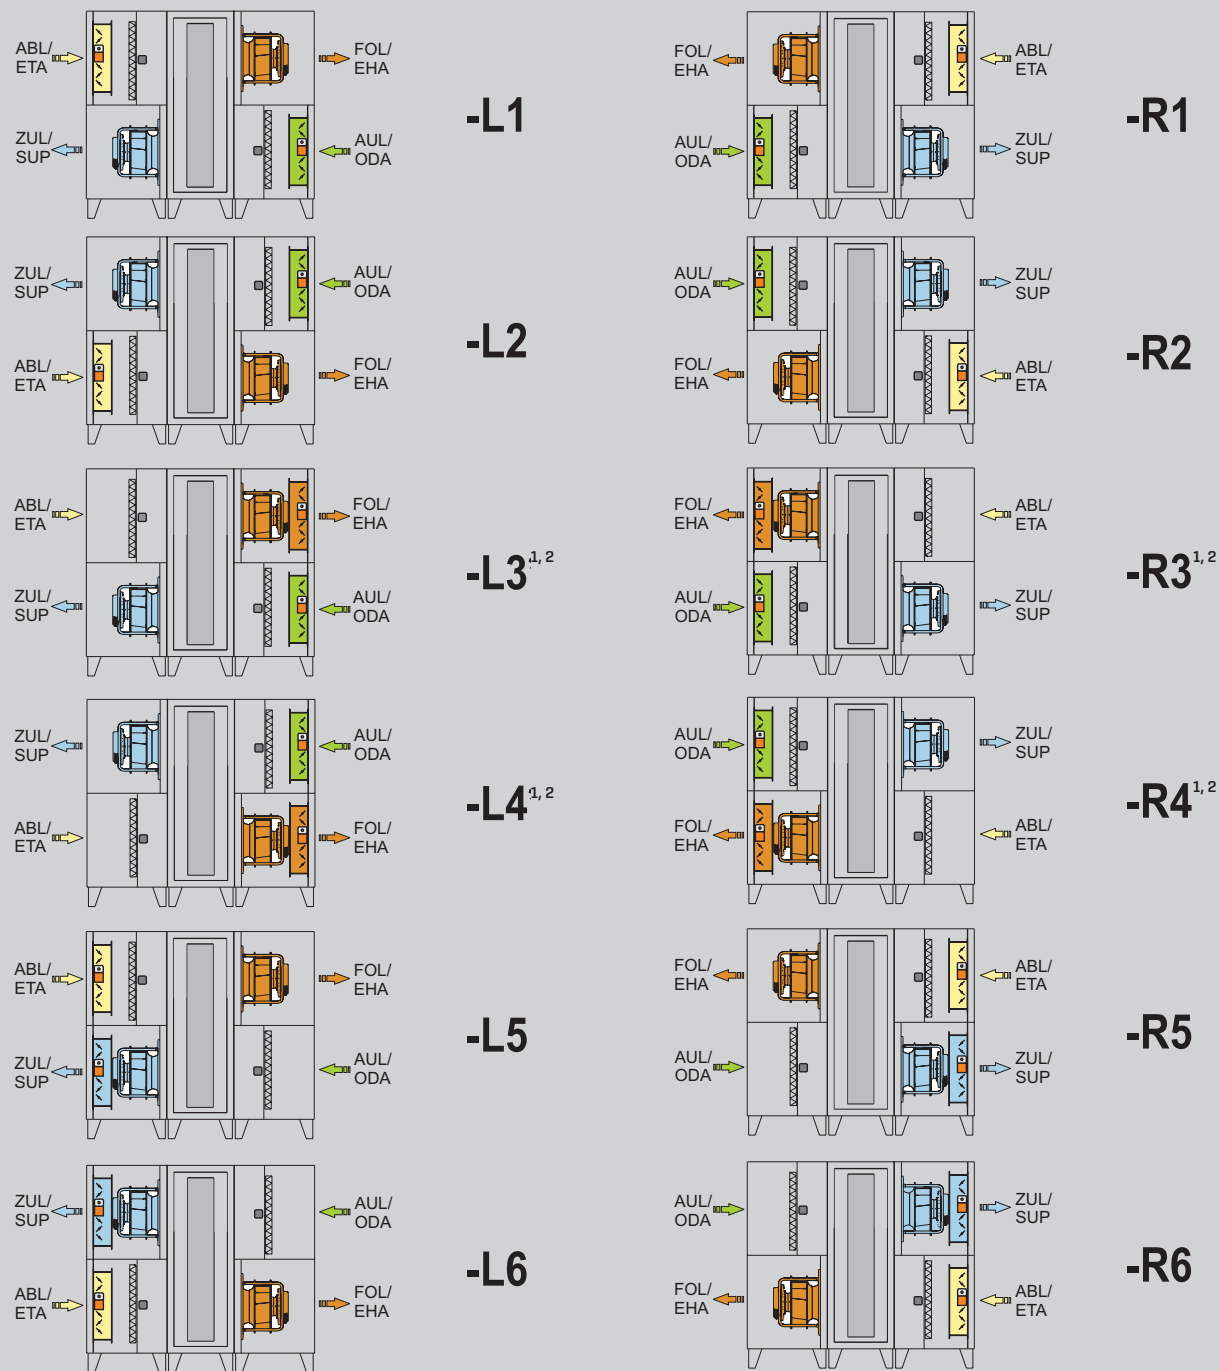 ABL/
ETA
FOL/
EHA
ZUL/
SUP
AUL/
ODA
-L1
FOL/
EHA
ABL/
ETA
AUL/
ODA
ZUL/
SUP
-R1
ZUL/
SUP
AUL/
ODA
ABL/
ETA
FOL/
EHA
-L2
AUL/
ODA
ZUL/
SUP
FOL/
EHA
ABL/
ETA
-R2
ABL/
ETA
FOL/
EHA
ZUL/
SUP
AUL/
ODA
-L3 1, 2
FOL/
EHA
ABL/
ETA
AUL/
ODA
ZUL/
SUP
-R3 1, 2
ZUL/
SUP
AUL/
ODA
ABL/
ETA
FOL/
EHA
-L4 1, 2
AUL/
ODA
ZUL/
SUP
FOL/
EHA
ABL/
ETA
-R4 1, 2
ABL/
ETA
FOL/
EHA
ZUL/
SUP
AUL/
ODA
-L5
FOL/
EHA
ABL/
ETA
AUL/
ODA
ZUL/
SUP
-R5
ZUL/
SUP
AUL/
ODA
ABL/
ETA
FOL/
EHA
-L6
AUL/
ODA
ZUL/
SUP
FOL/
EHA
ABL/
ETA
-R6